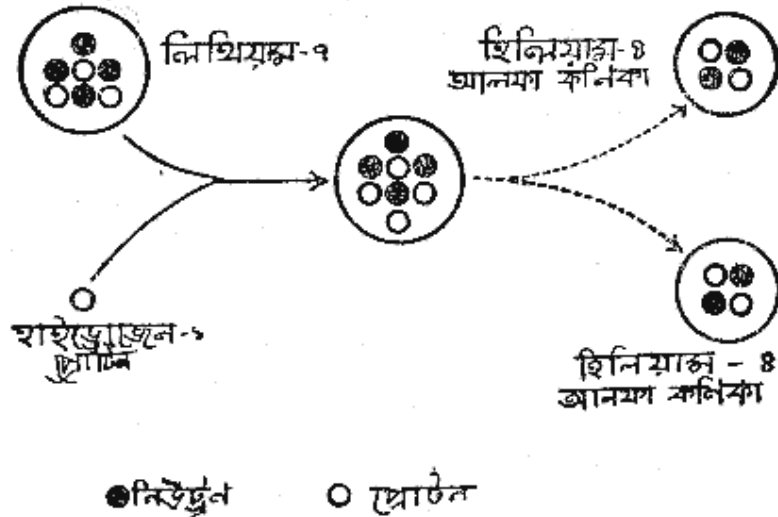 লিথিয়াম-৭
হিলিয়াম-৪
আলফা কণিকা
হাইড্রোজেন-১
প্রোটন
হিলিয়াম - ৪
আলফা কণিকা
নিউট্রন
প্রোটন